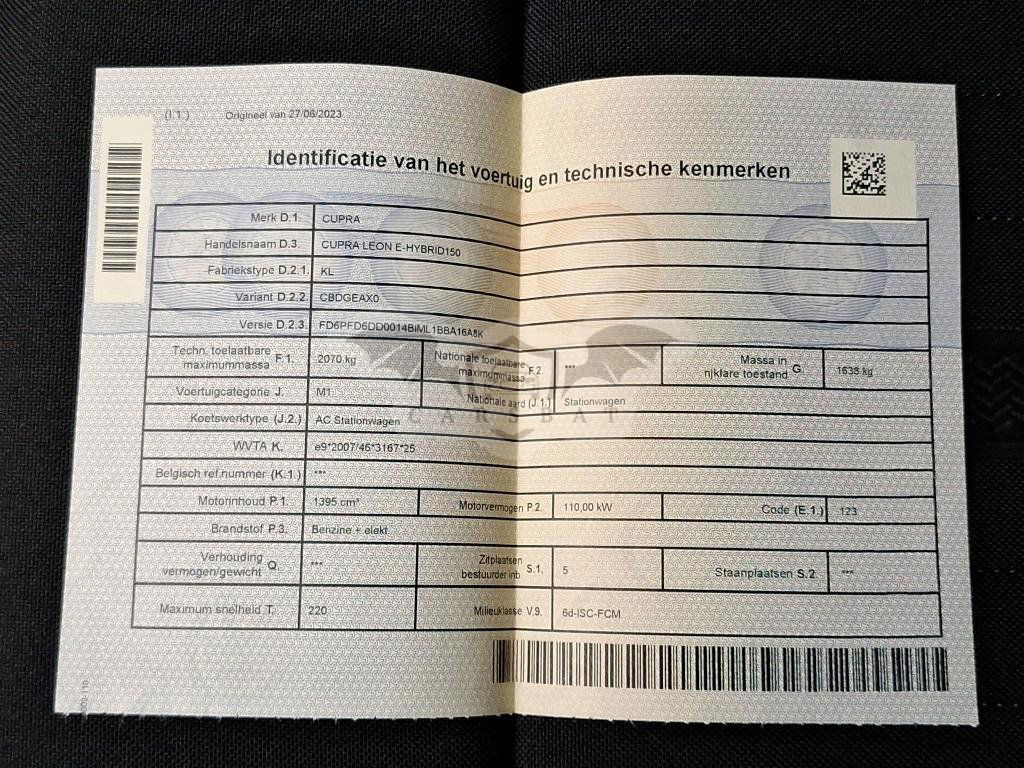 (I.1.) Origineel van 27/06/2023
Identificatie van het voertuig en technische kenmerken
Merk D.1. CUPRA
Handelsnaam D.3. CUPRA LEON E-HYBRID150
Fabriekstype D.2.1. KL
Variant D.2.2. CBDGEAX0
Versie D.2.3. FD6PFD6DD0014BIML1BBA16A8K
Techn. toelaatbare maximummassa F.1. 2070 kg Nationale toelaatbare maximummassa F.2. *** Massa in rijklare toestand G. 1638 kg
Voertuigcategorie J. M1 Nationale aard (J.1.) Stationwagen
Koetswerktype (J.2.) AC Stationwagen
CARSBAT
WVTA K. e9*2007/46*3167*25
Belgisch ref.nummer (K.1.) ***
Motorinhoud P.1. 1395 cm³ Motorvermogen P.2. 110,00 kW Code (E.1.) 123
Brandstof P.3. Benzine + elekt
Verhouding vermogen/gewicht Q. *** Zitplaatsen bestuurder inb. S.1. 5 Staanplaatsen S.2. ***
Maximum snelheid T. 220 Milieuklasse V.9. 6d-ISC-FCM